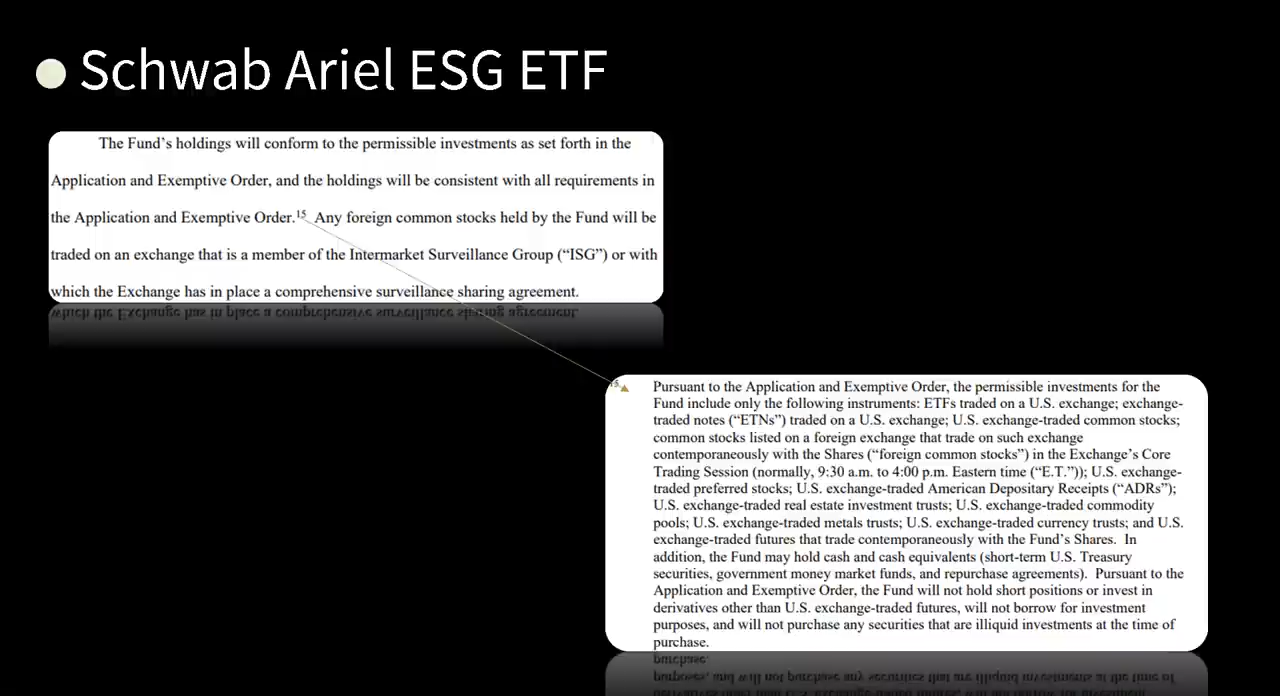 Schwab Ariel ESG ETF
The Fund’s holdings will conform to the permissible investments as set forth in the
Application and Exemptive Order, and the holdings will be consistent with all requirements in
the Application and Exemptive Order.15 Any foreign common stocks held by the Fund will be
traded on an exchange that is a member of the Intermarket Surveillance Group (“ISG”) or with
which the Exchange has in place a comprehensive surveillance sharing agreement.
15 Pursuant to the Application and Exemptive Order, the permissible investments for the
Fund include only the following instruments: ETFs traded on a U.S. exchange; exchange-
traded notes (“ETNs”) traded on a U.S. exchange; U.S. exchange-traded common stocks;
common stocks listed on a foreign exchange that trade on such exchange
contemporaneously with the Shares (“foreign common stocks”) in the Exchange’s Core
Trading Session (normally, 9:30 a.m. to 4:00 p.m. Eastern time (“E.T.”)); U.S. exchange-
traded preferred stocks; U.S. exchange-traded American Depositary Receipts (“ADRs”);
U.S. exchange-traded real estate investment trusts; U.S. exchange-traded commodity
pools; U.S. exchange-traded metals trusts; U.S. exchange-traded currency trusts; and U.S.
exchange-traded futures that trade contemporaneously with the Fund’s Shares. In
addition, the Fund may hold cash and cash equivalents (short-term U.S. Treasury
securities, government money market funds, and repurchase agreements). Pursuant to the
Application and Exemptive Order, the Fund will not hold short positions or invest in
derivatives other than U.S. exchange-traded futures, will not borrow for investment
purposes, and will not purchase any securities that are illiquid investments at the time of
purchase.